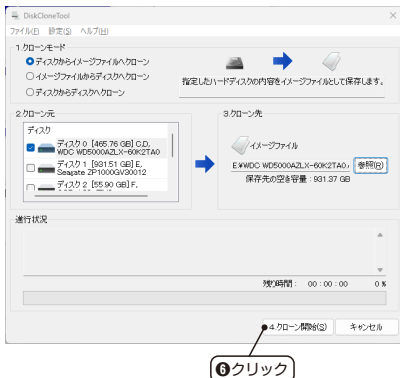 DiskCloneTool
ファイル(F) 設定(S) ヘルプ(H)
1.クローンモード
ディスクからイメージファイルへクローン
イメージファイルからディスクへクローン
ディスクからディスクへクローン
指定したハードディスクの内容をイメージファイルとして保存します。
2.クローン元
ディスク
ディスク 0 [465.76 GB] C,D,
WDC WD5000AZLX-60K2TA0
ディスク 1 [931.51 GB] E,
Seagate ZP1000GV30012
ディスク 2 [55.90 GB] F,
3.クローン先
イメージファイル
E:¥WDC WD5000AZLX-60K2TA0.
参照(R)
保存先の空き容量：931.37 GB
進行状況
残り時間： 00 : 00 : 00 0 %
4.クローン開始(S) キャンセル
❻クリック